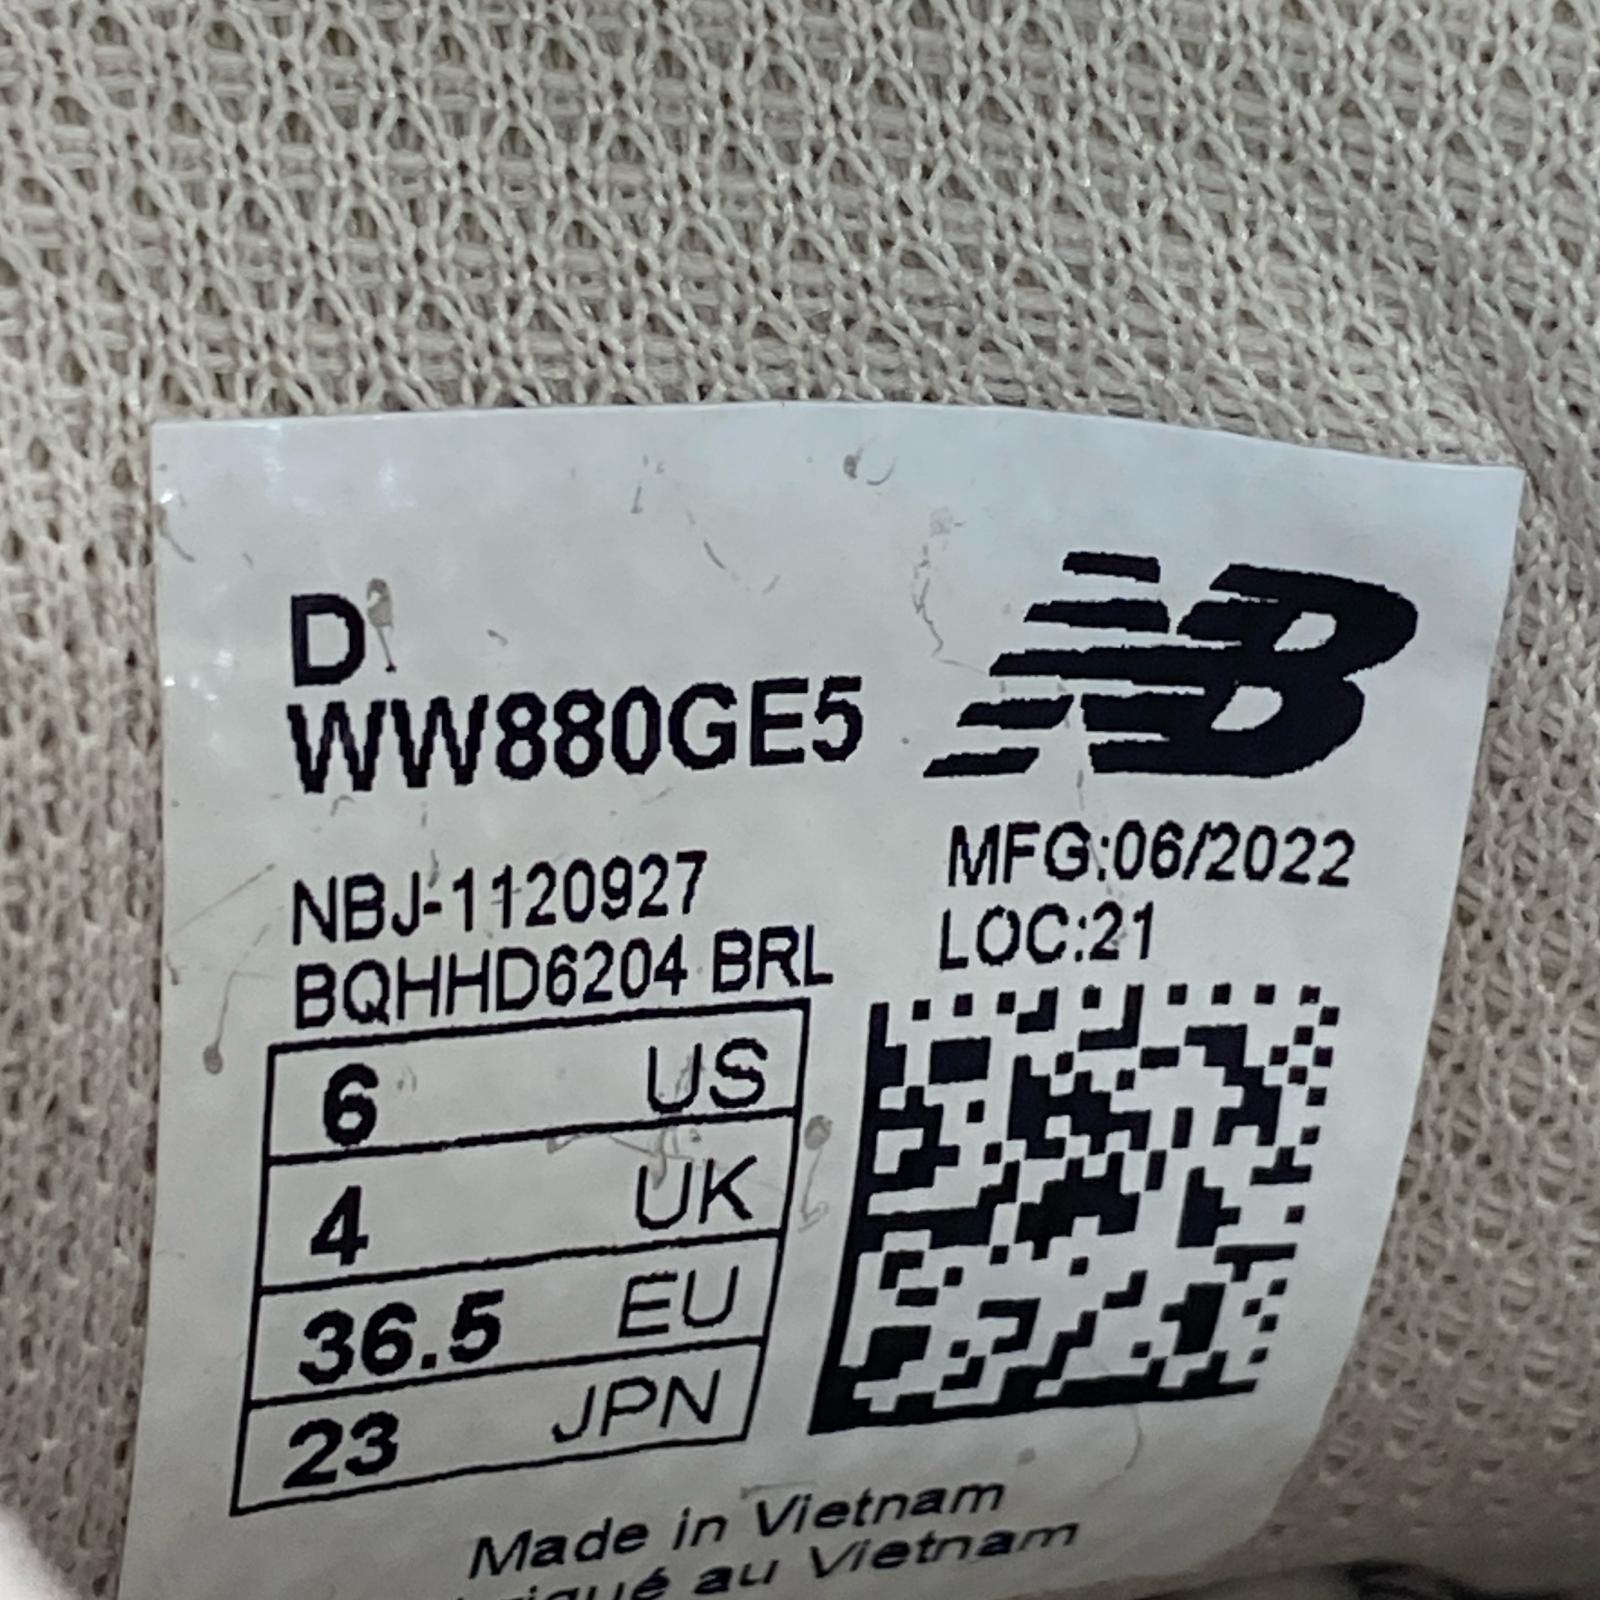 D
WW880GE5
NB
NBJ-1120927
BQHHD6204 BRL
MFG:06/2022
LOC:21
6 US
4 UK
36.5 EU
23 JPN
Made in Vietnam
au Vietnam